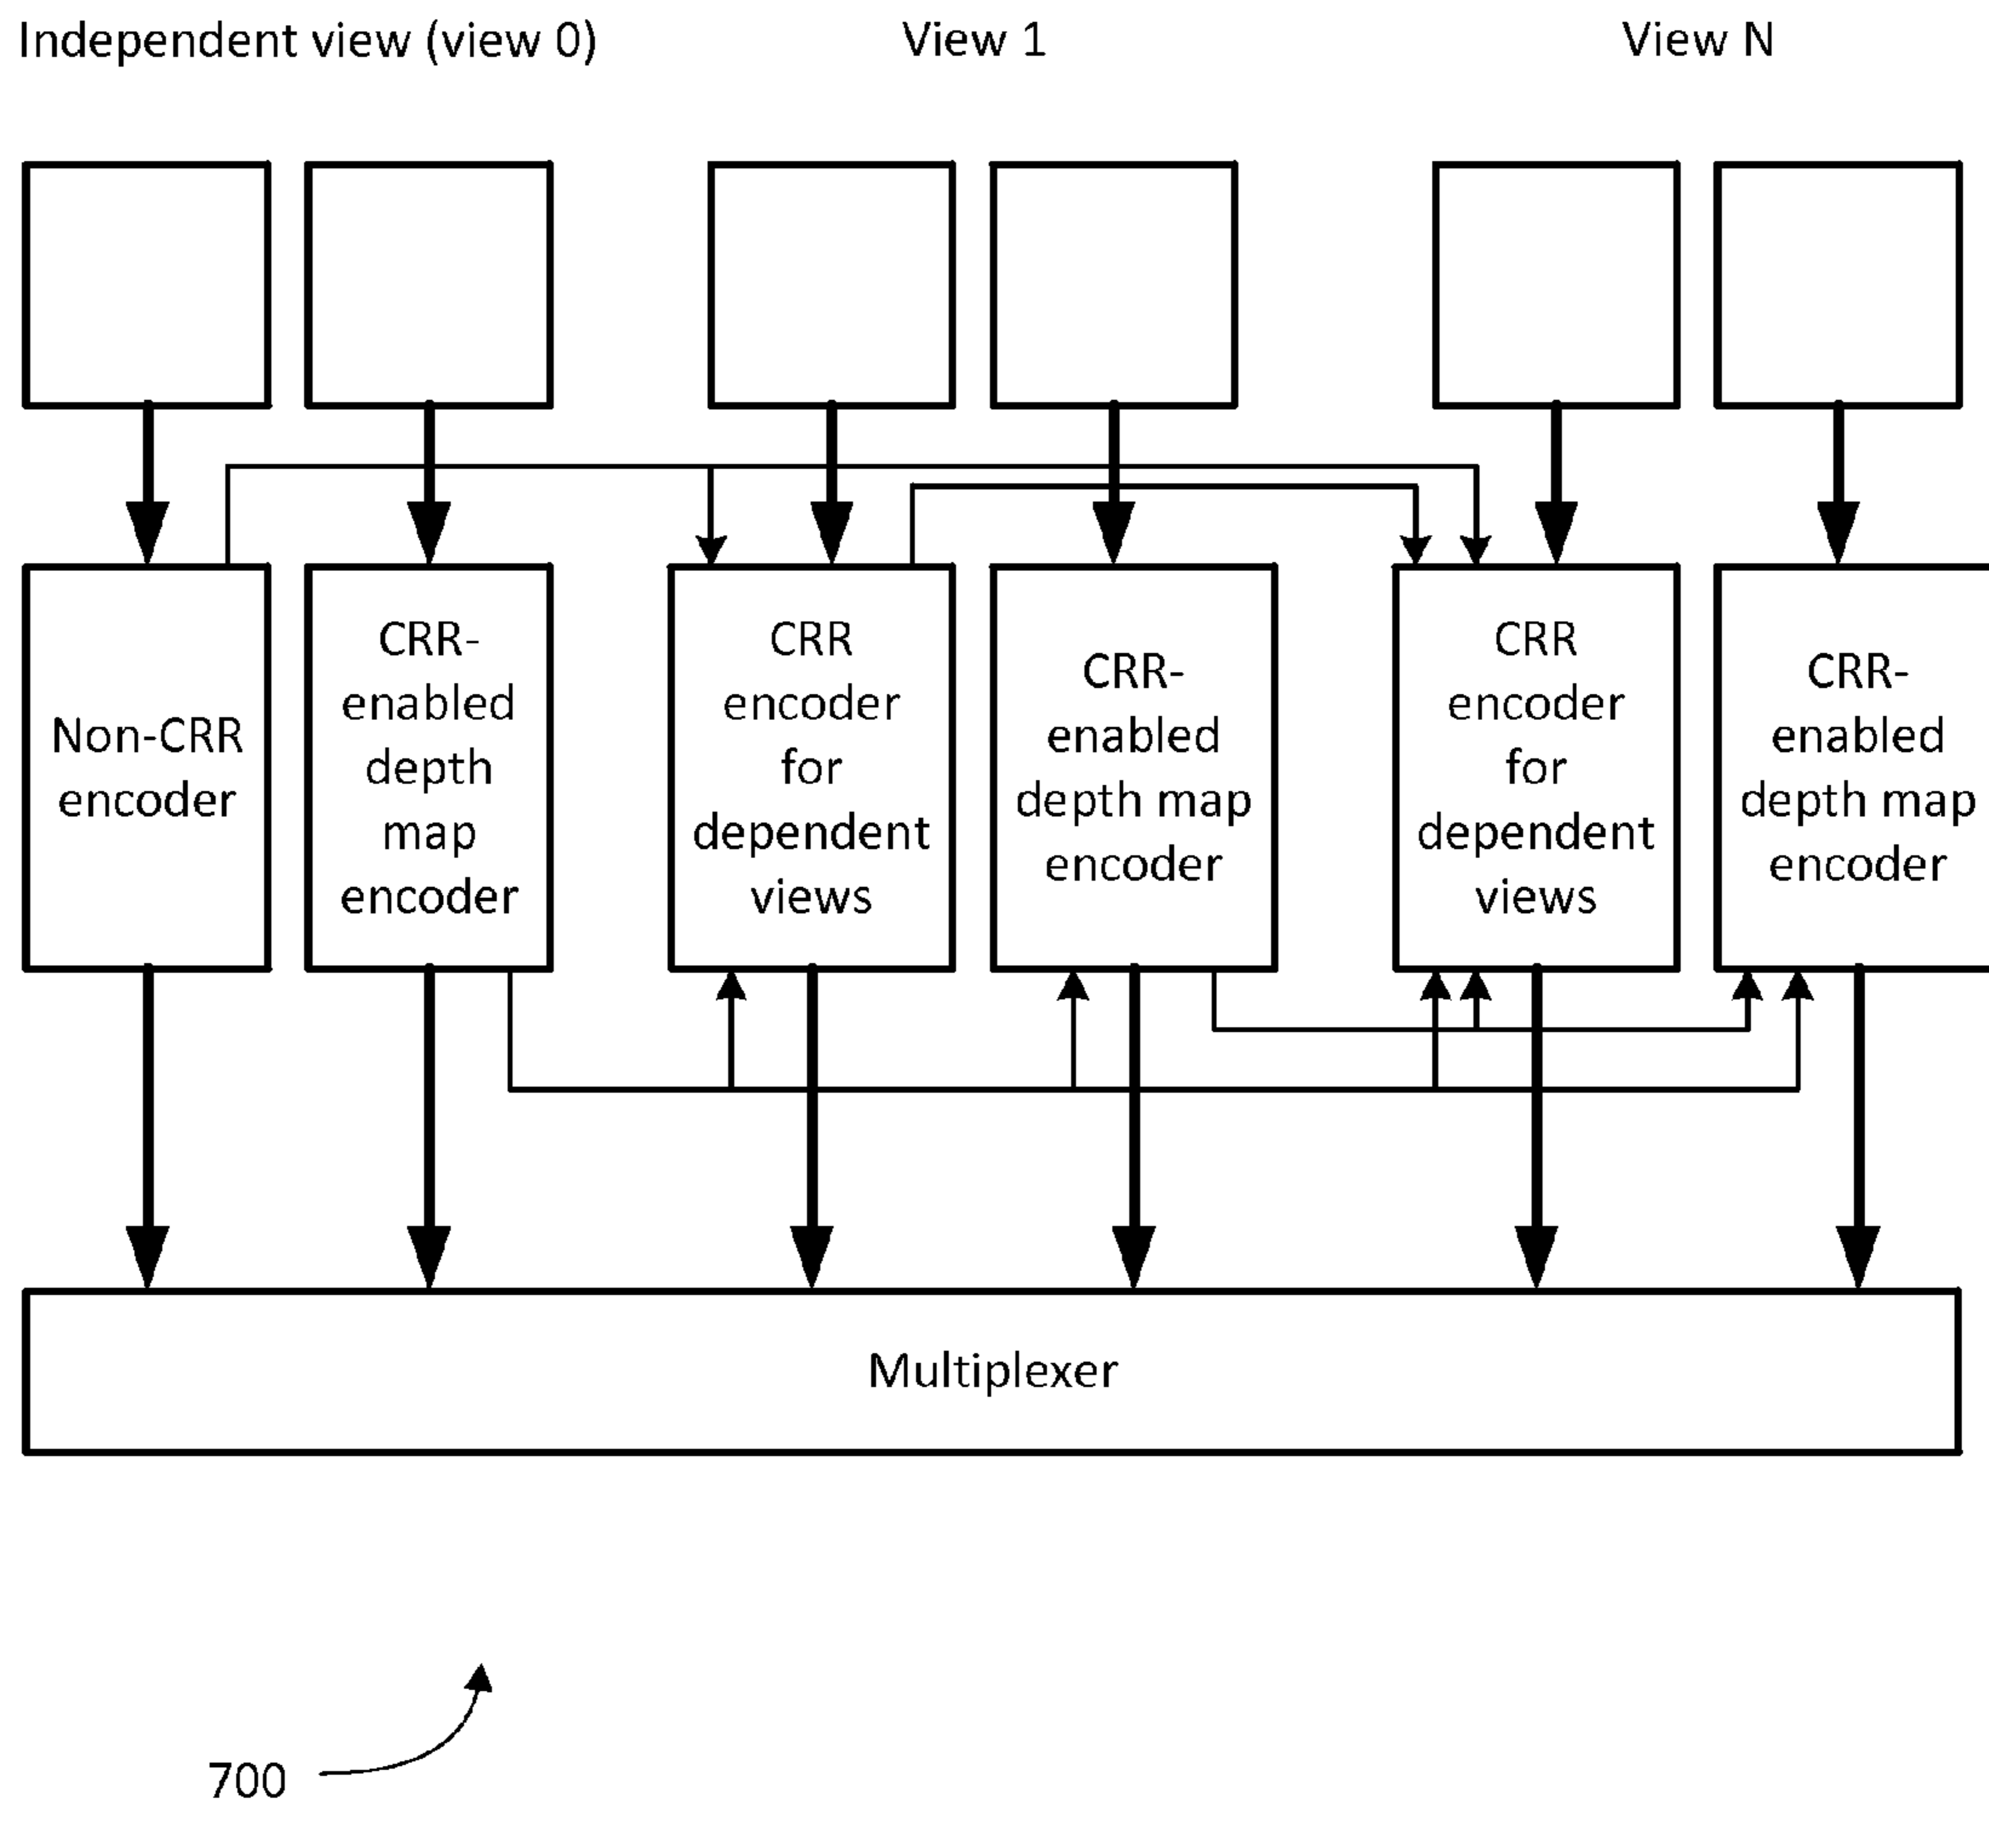 Independent view (view 0)
View 1
View N
Non-CRR
encoder
CRR-
enabled
depth
map
encoder
CRR
encoder
for
dependent
views
CRR-
enabled
depth map
encoder
CRR
encoder
for
dependent
views
CRR-
enabled
depth map
encoder
Multiplexer
700